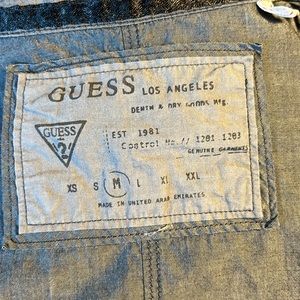 GUESS LOS ANGELES
DENIM & DRY GOODS Mfg.
GUESS
?
EST 1981
Control No // 1201 1203
GENUINE GARMENTS
XS S M L XL XXL
MADE IN UNITED ARAB EMIRATES